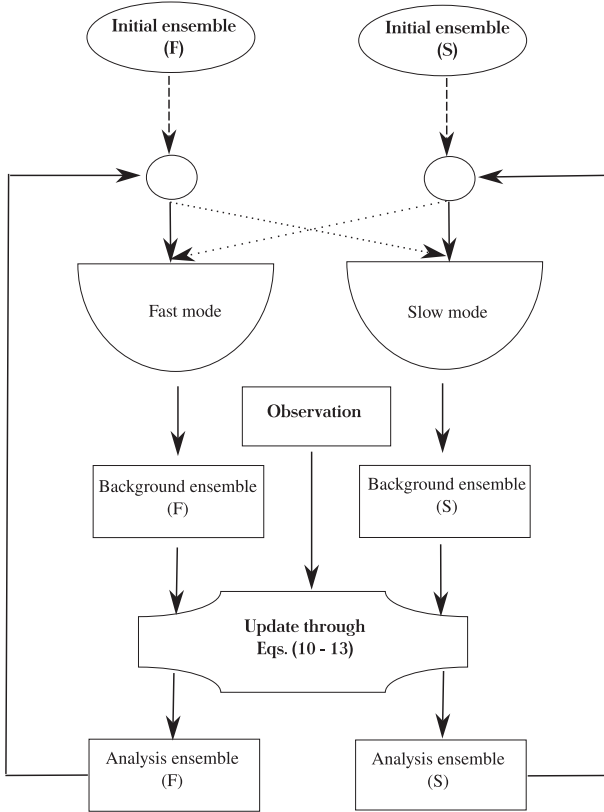 Initial ensemble
(F)
Initial ensemble
(S)
Fast mode
Slow mode
Observation
Background ensemble
(F)
Background ensemble
(S)
Update through
Eqs. (10 - 13)
Analysis ensemble
(F)
Analysis ensemble
(S)